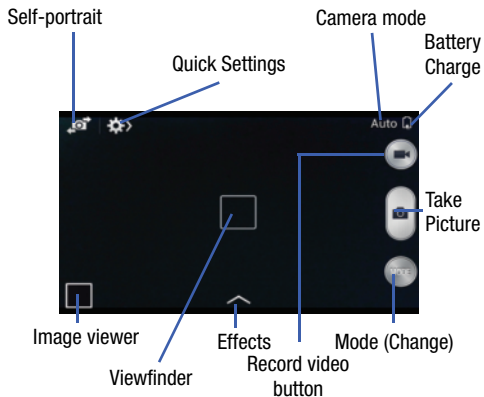 Self-portrait
Camera mode
Battery
Charge
Quick Settings
Auto
Take
Picture
MODE
Image viewer
Effects
Mode (Change)
Viewfinder
Record video
button